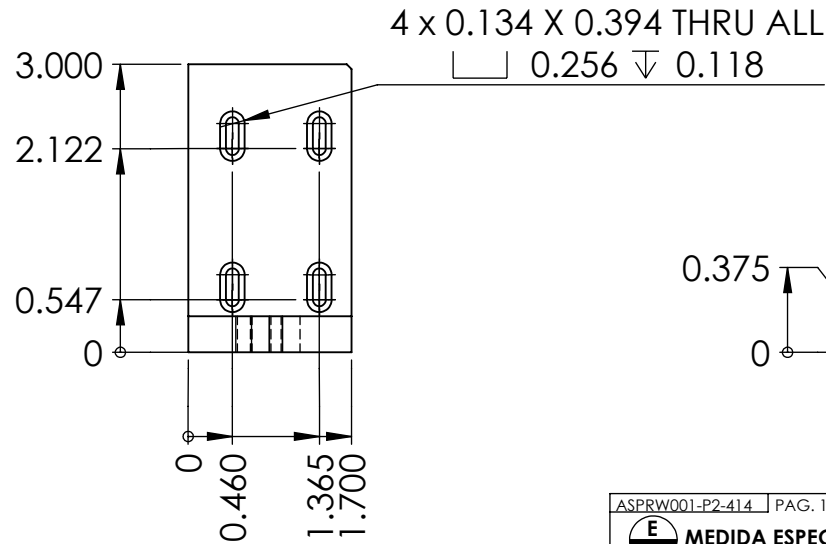 4 x 0.134 X 0.394 THRU ALL
⌴ 0.256 ↧ 0.118
3.000
2.122
0.547
0
0
0.460
1.365
1.700
0.375
0
ASPRW001-P2-414 PAG. 1
E MEDIDA ESPEC